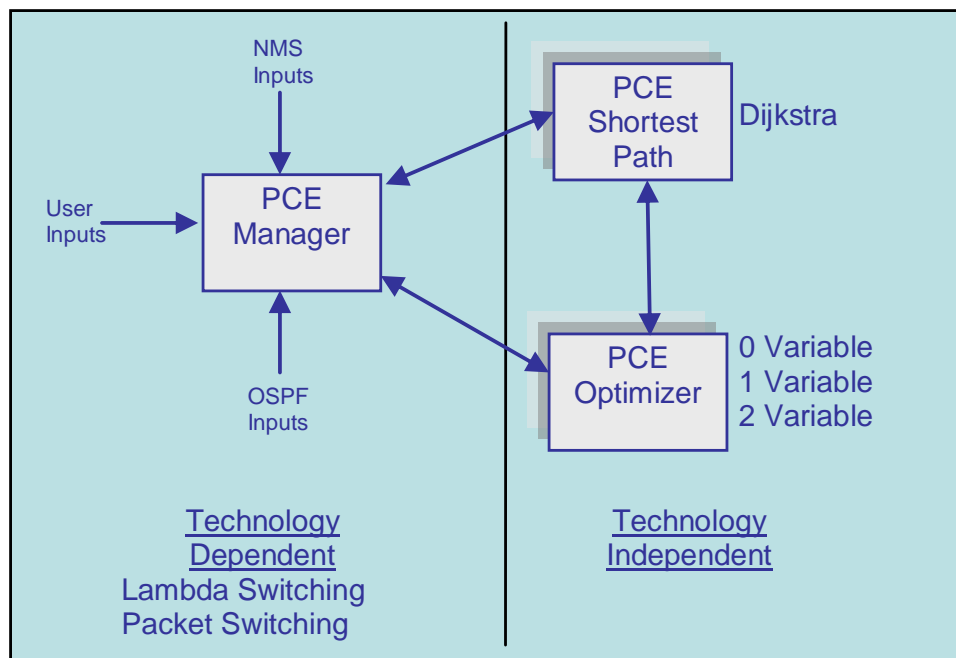 NMS
Inputs
PCE
Shortest
Path
Dijkstra
User
Inputs
PCE
Manager
OSPF
Inputs
PCE
Optimizer
0 Variable
1 Variable
2 Variable
Technology
Dependent
Lambda Switching
Packet Switching
Technology
Independent